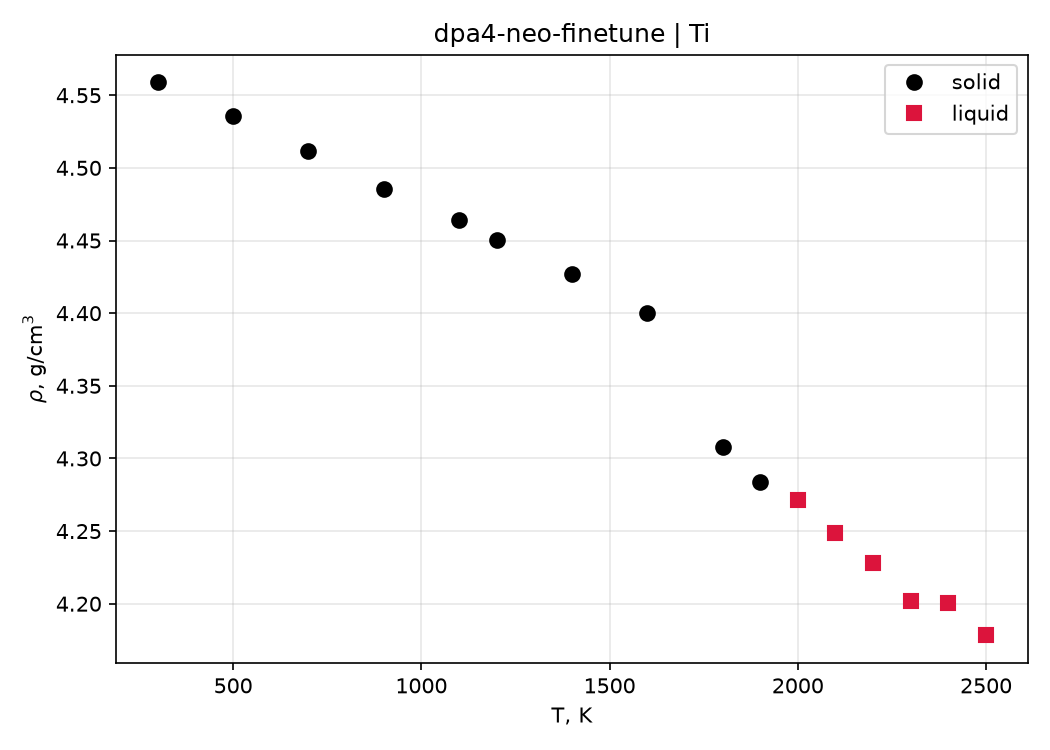 dpa4-neo-finetune | Ti
solid
liquid
4.55
4.50
4.45
4.40
4.35
4.30
4.25
4.20
ρ, g/cm³
500
1000
1500
2000
2500
T, K